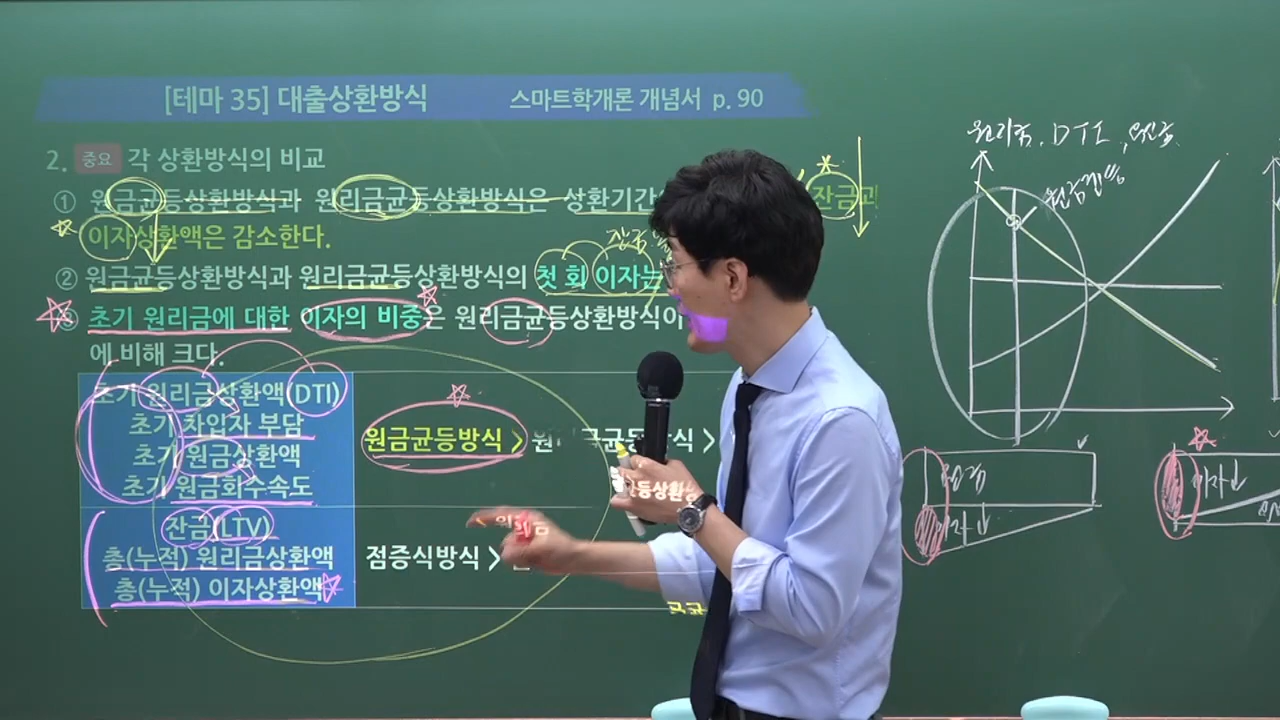 [테마 35] 대출상환방식 스마트학개론 개념서 p. 90
2. 중요 각 상환방식의 비교
① 원금균등상환방식과 원리금균등상환방식은 상환기간 잔금과
이자상환액은 감소한다.
② 원금균등상환방식과 원리금균등상환방식의 첫 회 이자는
③ 초기 원리금에 대한 이자의 비중은 원리금균등상환방식이
에 비해 크다.
초기 원리금상환액(DTI)
초기 차입자 부담
초기 원금상환액
초기 원금회수속도
원금균등방식 >
잔금(LTV)
총(누적) 원리금상환액
총(누적) 이자상환액
점증식방식 >
원리금, DTI
원금균등